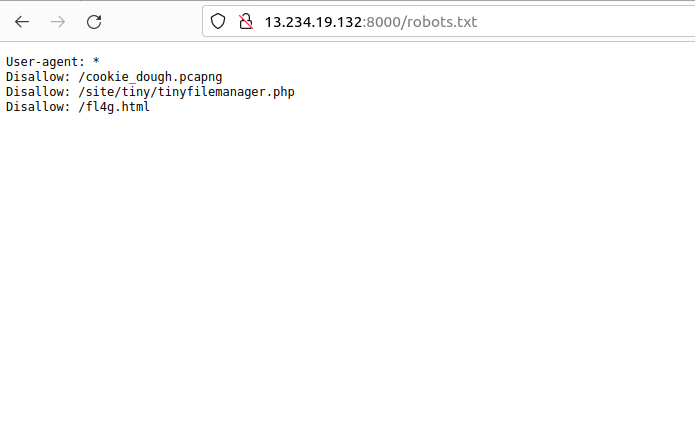 13.234.19.132:8000/robots.txt
User-agent: *
Disallow: /cookie_dough.pcapng
Disallow: /site/tiny/tinyfilemanager.php
Disallow: /fl4g.html